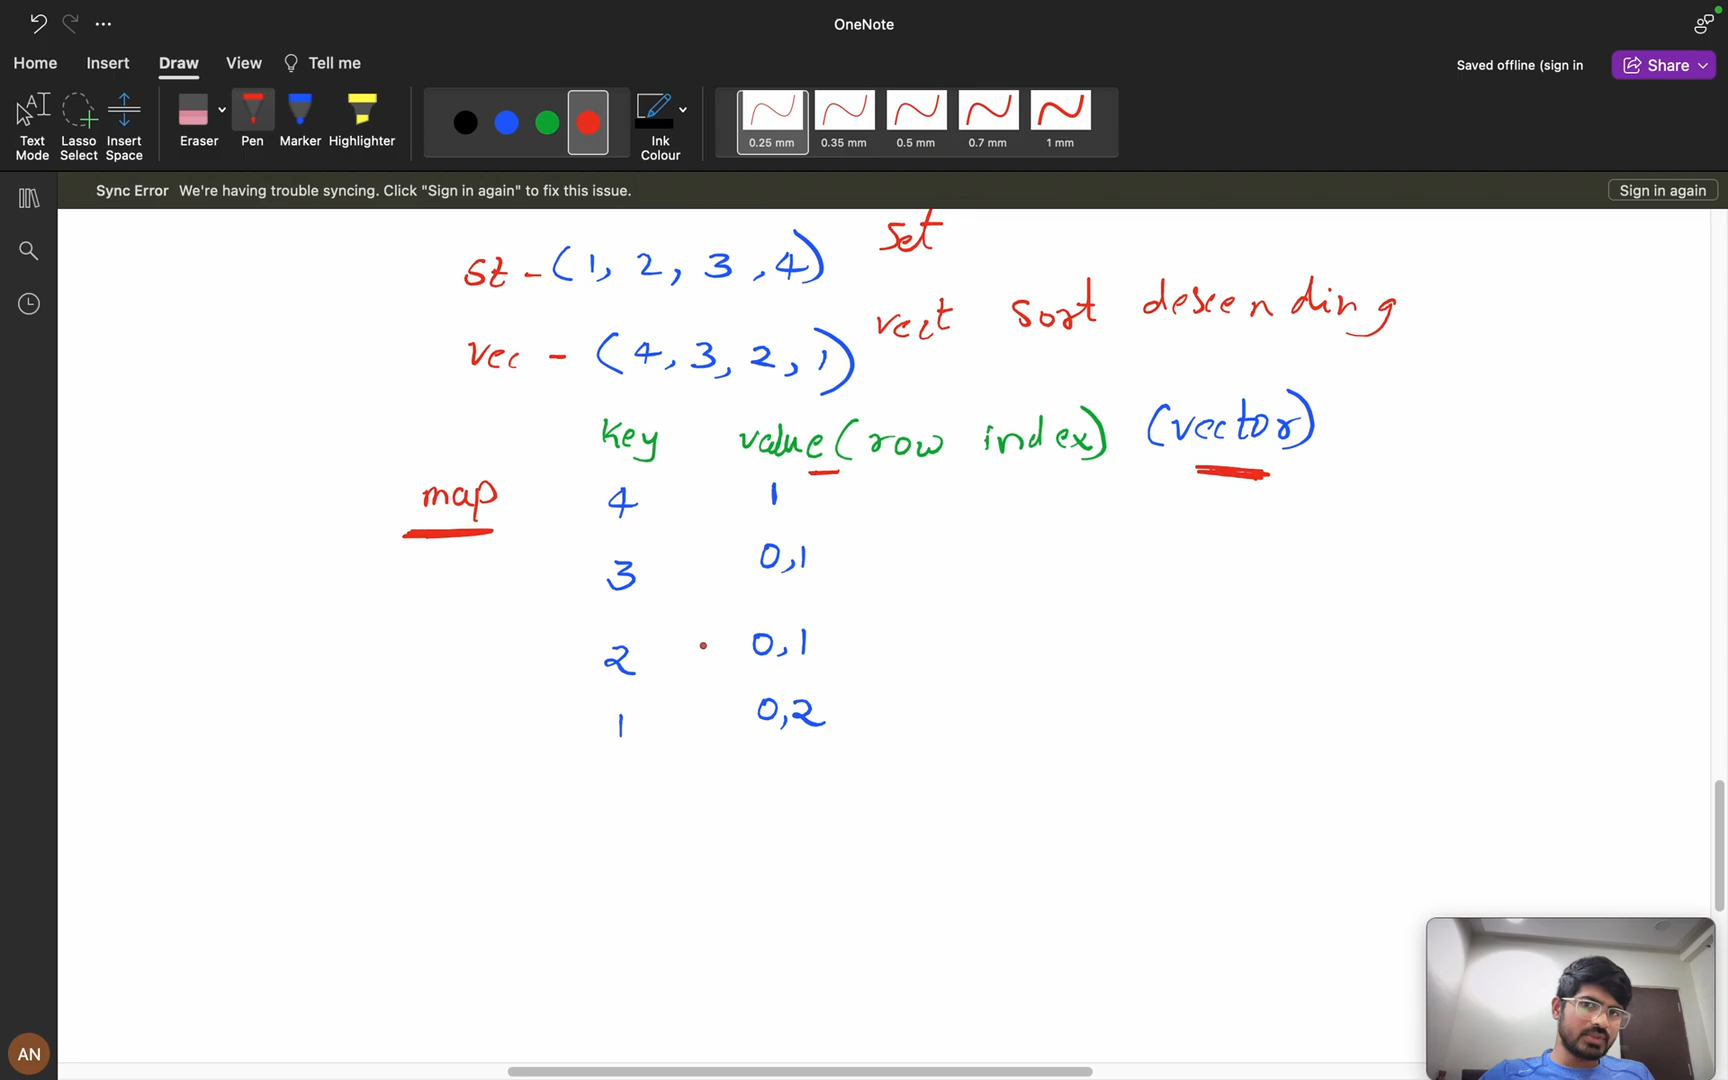 OneNote
Home Insert Draw View Tell me
Saved offline (sign in
Share
Text Mode
Lasso Select
Insert Space
Eraser
Pen
Marker
Highlighter
Ink Colour
0.25 mm
0.35 mm
0.5 mm
0.7 mm
1 mm
Sync Error We're having trouble syncing. Click "Sign in again" to fix this issue.
Sign in again
set
st - (1, 2, 3, 4)
vect sort descending
vec - (4, 3, 2, 1)
key value (row index) (vector)
map
4 1
3 0,1
2 0,1
1 0,2
AN